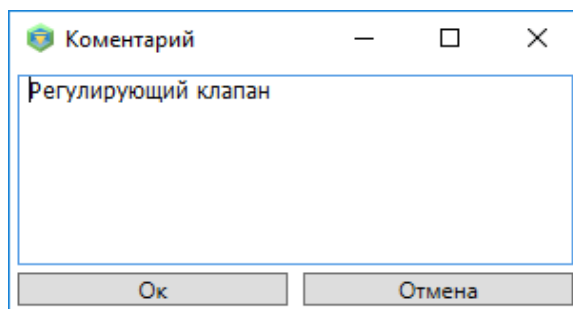 Коментарий
Регулирующий клапан
Ок
Отмена